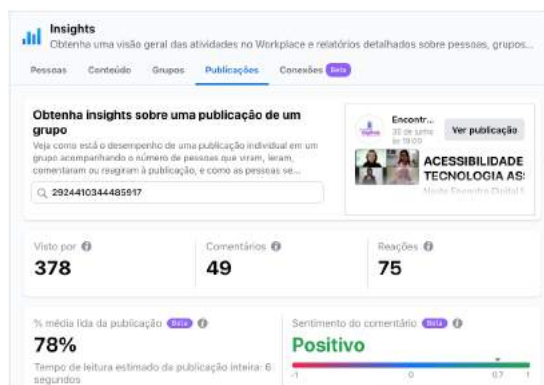 Insights
Obtenha uma visão geral das atividades no Workplace e relatórios detalhados sobre pessoas, grupos...
Pessoas Conteúdo Grupos Publicações Conexões Beta
Obtenha insights sobre uma publicação de um
grupo
Veja como está o desempenho de uma publicação individual em um
grupo acompanhando o número de pessoas que viram, leram,
comentaram ou reagiram à publicação, e como as pessoas se...
2924410344485917
Encontr...
30 de junho
às 19:00
Ver publicação
ACESSIBILIDADE
TECNOLOGIA AS
Neste Encontro Digital
Visto por
378
Comentários
49
Reações
75
% média lida da publicação Beta
78%
Tempo de leitura estimado da publicação inteira: 6
segundos
Sentimento do comentário Beta
Positivo
-1 0 0.7 1